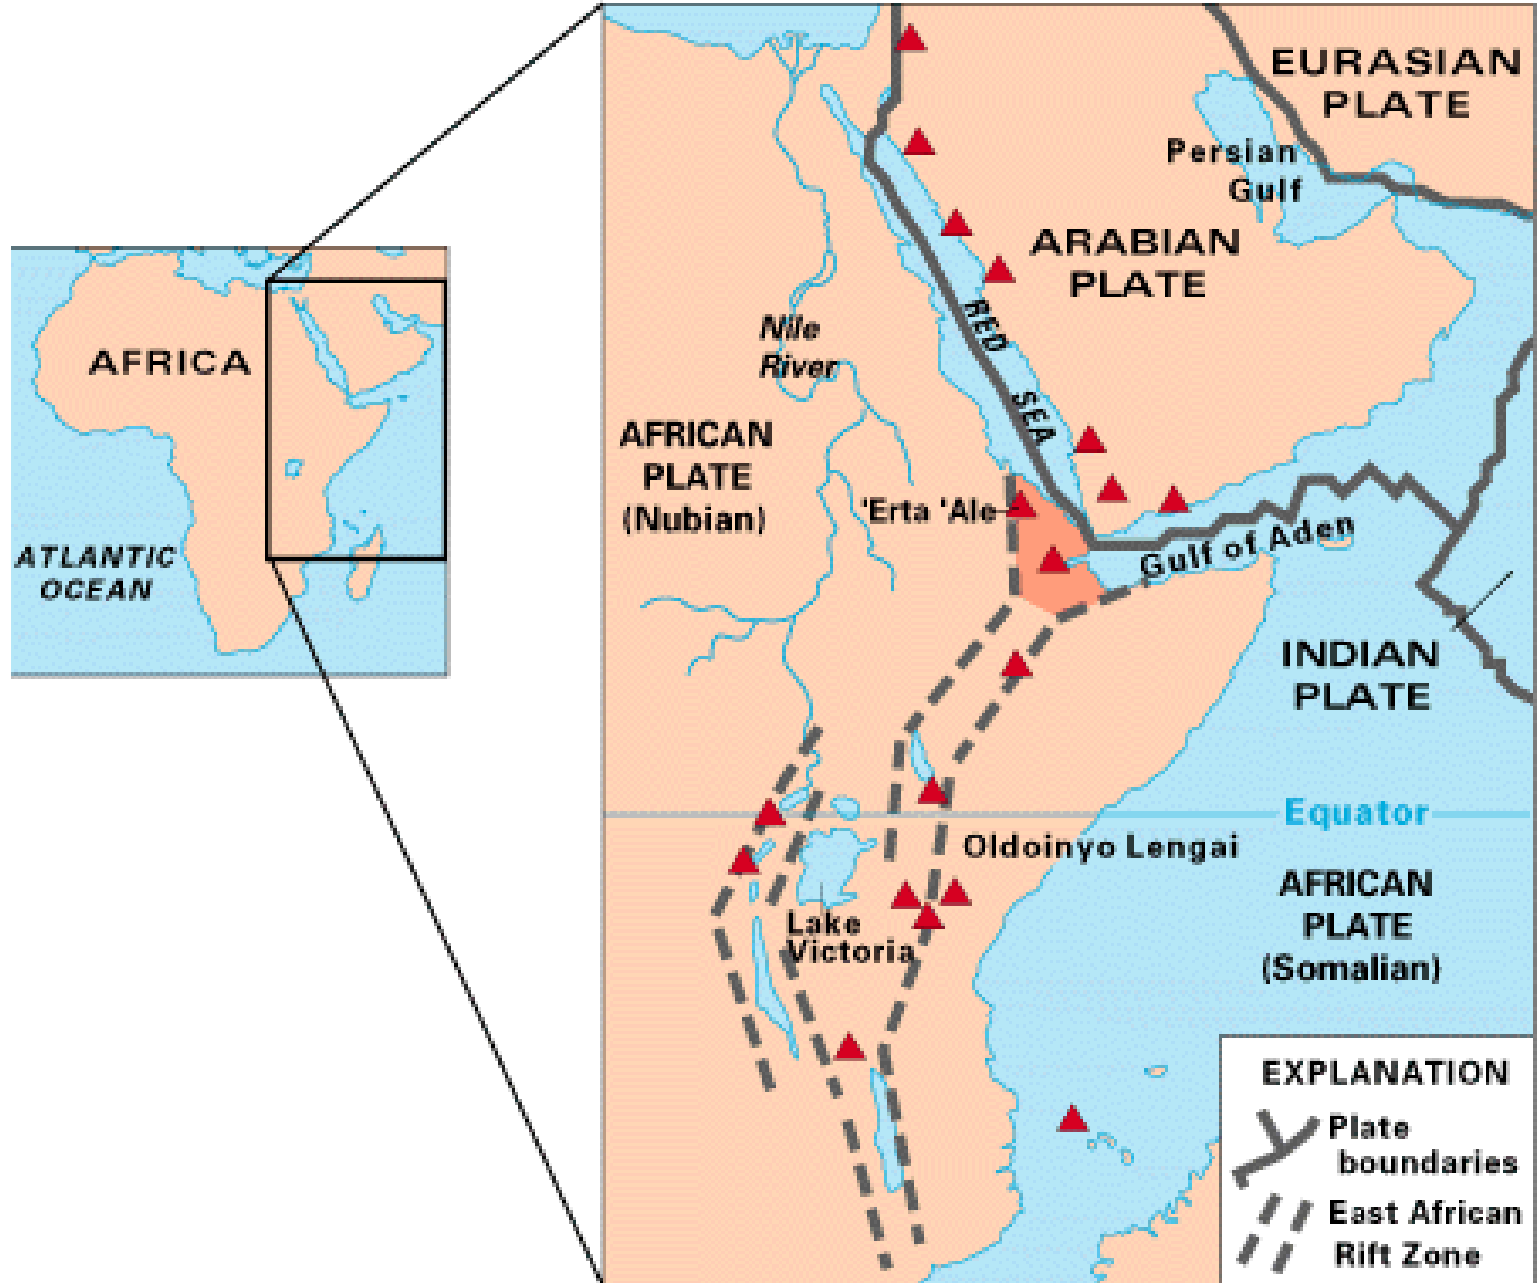 AFRICA
ATLANTIC
OCEAN
EURASIAN
PLATE
Persian
Gulf
ARABIAN
PLATE
RED
SEA
Nile
River
AFRICAN
PLATE
(Nubian)
'Erta 'Ale
Gulf of Aden
INDIAN
PLATE
Equator
Oldoinyo Lengai
AFRICAN
PLATE
(Somalian)
Lake
Victoria
EXPLANATION
Plate
boundaries
East African
Rift Zone